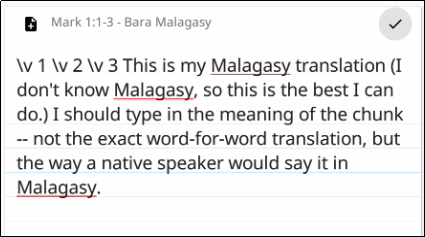 Mark 1:1-3 - Bara Malagasy
\v 1 \v 2 \v 3 This is my Malagasy translation (I
don't know Malagasy, so this is the best I can
do.) I should type in the meaning of the chunk
-- not the exact word-for-word translation, but
the way a native speaker would say it in
Malagasy.